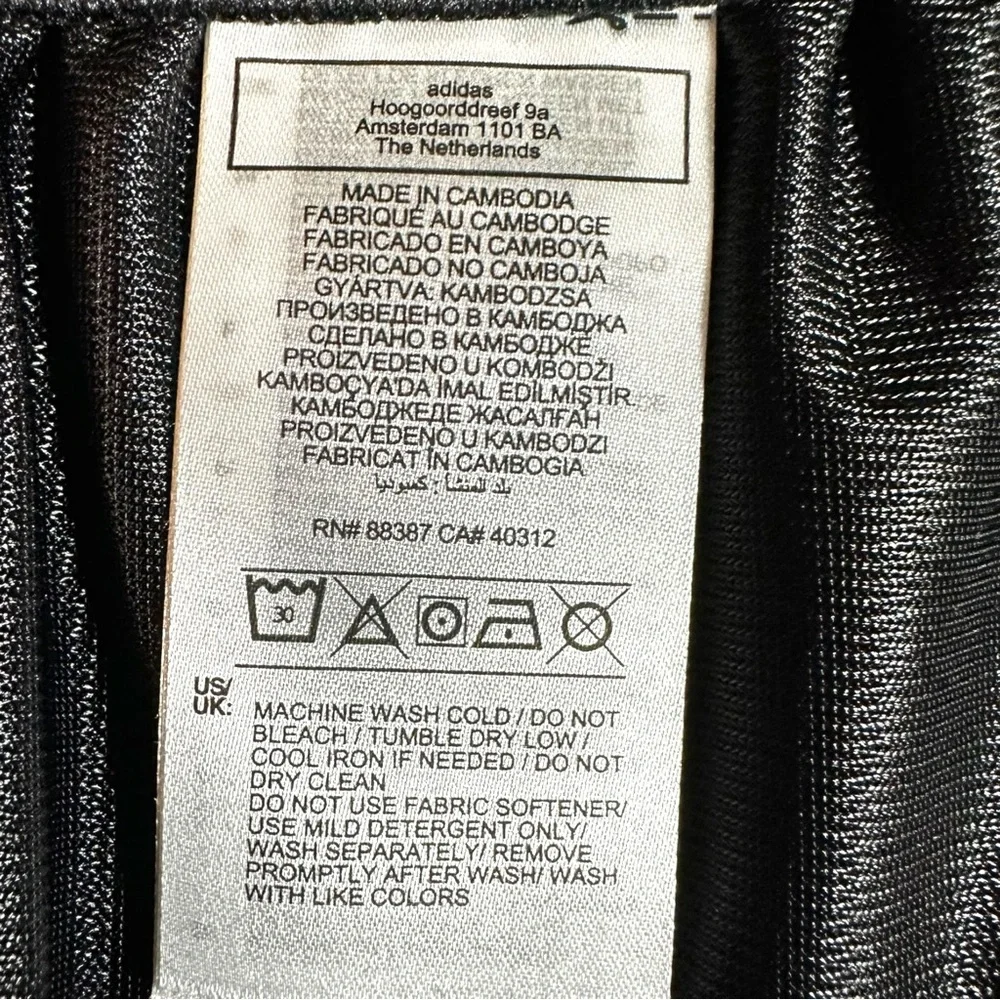 adidas
Hoogoorddreef 9a
Amsterdam 1101 BA
The Netherlands
MADE IN CAMBODIA
FABRIQUÉ AU CAMBODGE
FABRICADO EN CAMBOYA
FABRICADO NO CAMBOJA
GYÁRTVA: KAMBODZSA
ПРОИЗВЕДЕНО В КАМБОДЖА
СДЕЛАНО В КАМБОДЖЕ
PROIZVEDENO U KOMBODŽI
KAMBOÇYA'DA İMAL EDİLMİŞTİR
КАМБОДЖЕДЕ ЖАСАЛҒАН
PROIZVEDENO U KAMBODZI
FABRICAT ÎN CAMBOGIA
بلد المنشأ : كمبوديا
RN# 88387 CA# 40312
30
US/
UK:
MACHINE WASH COLD / DO NOT
BLEACH / TUMBLE DRY LOW /
COOL IRON IF NEEDED / DO NOT
DRY CLEAN
DO NOT USE FABRIC SOFTENER/
USE MILD DETERGENT ONLY/
WASH SEPARATELY/ REMOVE
PROMPTLY AFTER WASH/ WASH
WITH LIKE COLORS